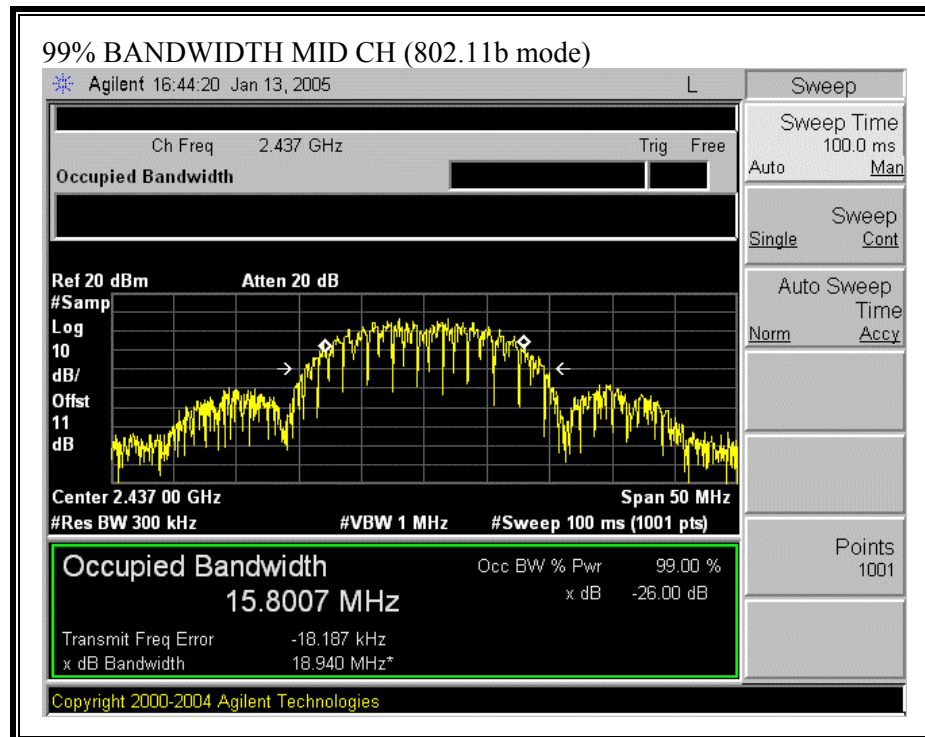 99% BANDWIDTH MID CH (802.11b mode)
Agilent 16:44:20 Jan 13, 2005 L
Sweep
Ch Freq 2.437 GHz Trig Free
Occupied Bandwidth
Sweep Time
100.0 ms
Auto Man
Sweep
Single Cont
Auto Sweep
Time
Norm Accy
Ref 20 dBm Atten 20 dB
#Samp
Log
10
dB/
Offst
11
dB
Center 2.437 00 GHz Span 50 MHz
#Res BW 300 kHz #VBW 1 MHz #Sweep 100 ms (1001 pts)
Points
1001
Occupied Bandwidth Occ BW % Pwr 99.00 %
15.8007 MHz x dB -26.00 dB
Transmit Freq Error -18.187 kHz
x dB Bandwidth 18.940 MHz*
Copyright 2000-2004 Agilent Technologies